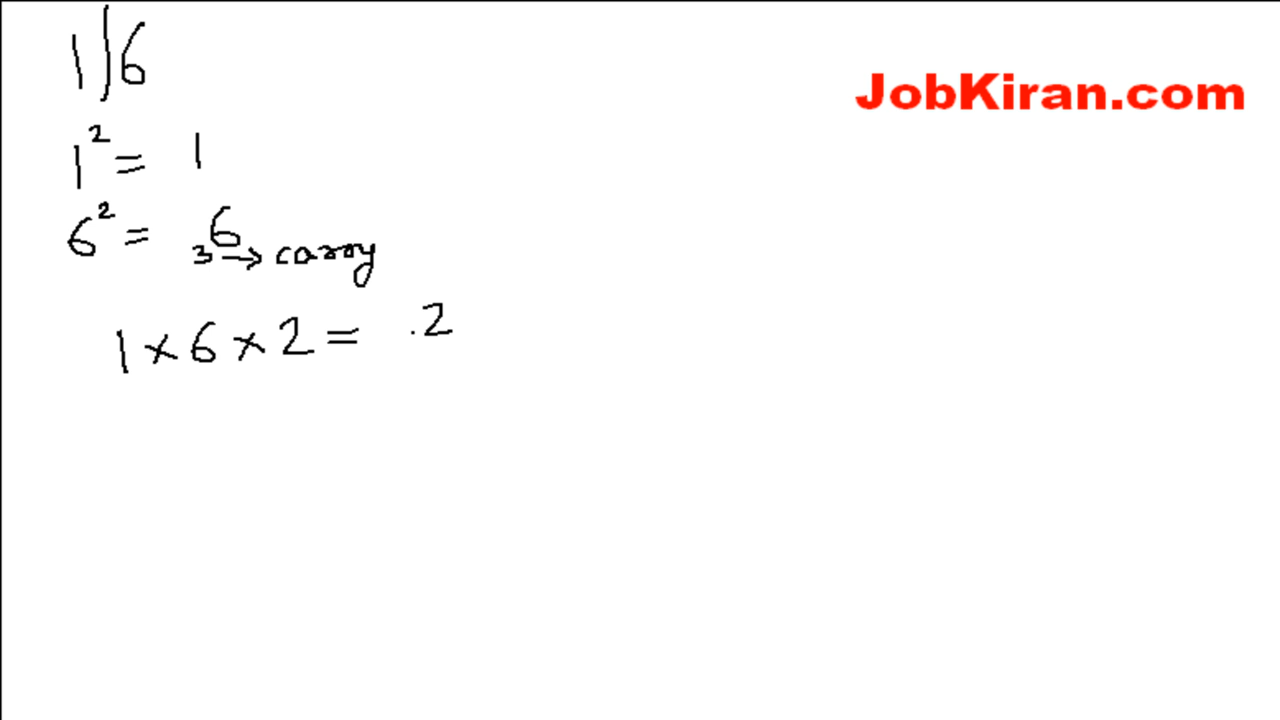 1)6
JobKiran.com
1² = 1
6² = ₃6 → carry
1 × 6 × 2 = .2